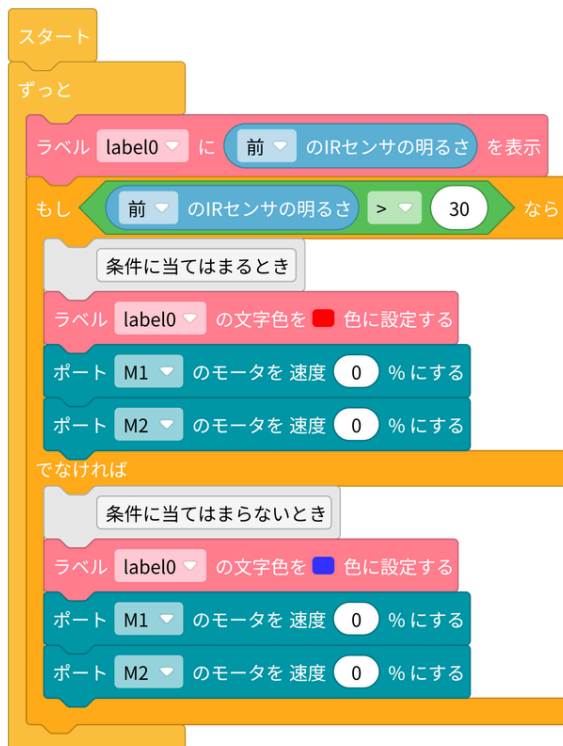 スタート
ずっと
ラベル label0 に 前 のIRセンサの明るさ を表示
もし 前 のIRセンサの明るさ > 30 なら
条件に当てはまるとき
ラベル label0 の文字色を 色に設定する
ポート M1 のモータを 速度 0 % にする
ポート M2 のモータを 速度 0 % にする
でなければ
条件に当てはまらないとき
ラベル label0 の文字色を 色に設定する
ポート M1 のモータを 速度 0 % にする
ポート M2 のモータを 速度 0 % にする